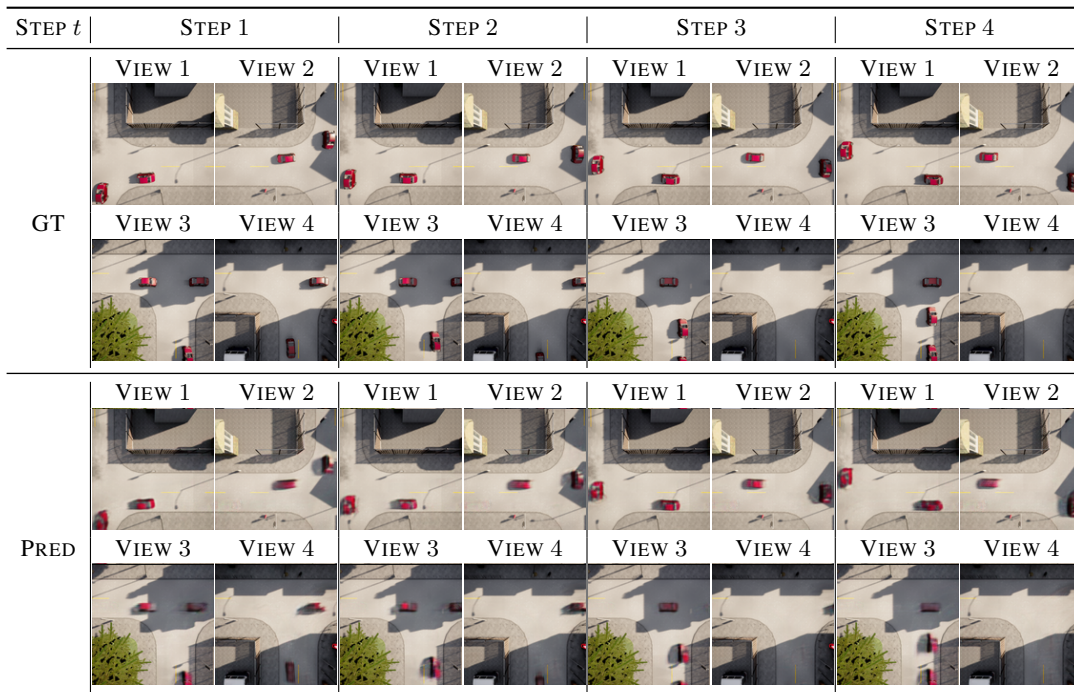 STEP t STEP 1 STEP 2 STEP 3 STEP 4
VIEW 1 VIEW 2 VIEW 1 VIEW 2 VIEW 1 VIEW 2 VIEW 1 VIEW 2
GT
VIEW 3 VIEW 4 VIEW 3 VIEW 4 VIEW 3 VIEW 4 VIEW 3 VIEW 4
VIEW 1 VIEW 2 VIEW 1 VIEW 2 VIEW 1 VIEW 2 VIEW 1 VIEW 2
PRED VIEW 3 VIEW 4 VIEW 3 VIEW 4 VIEW 3 VIEW 4 VIEW 3 VIEW 4